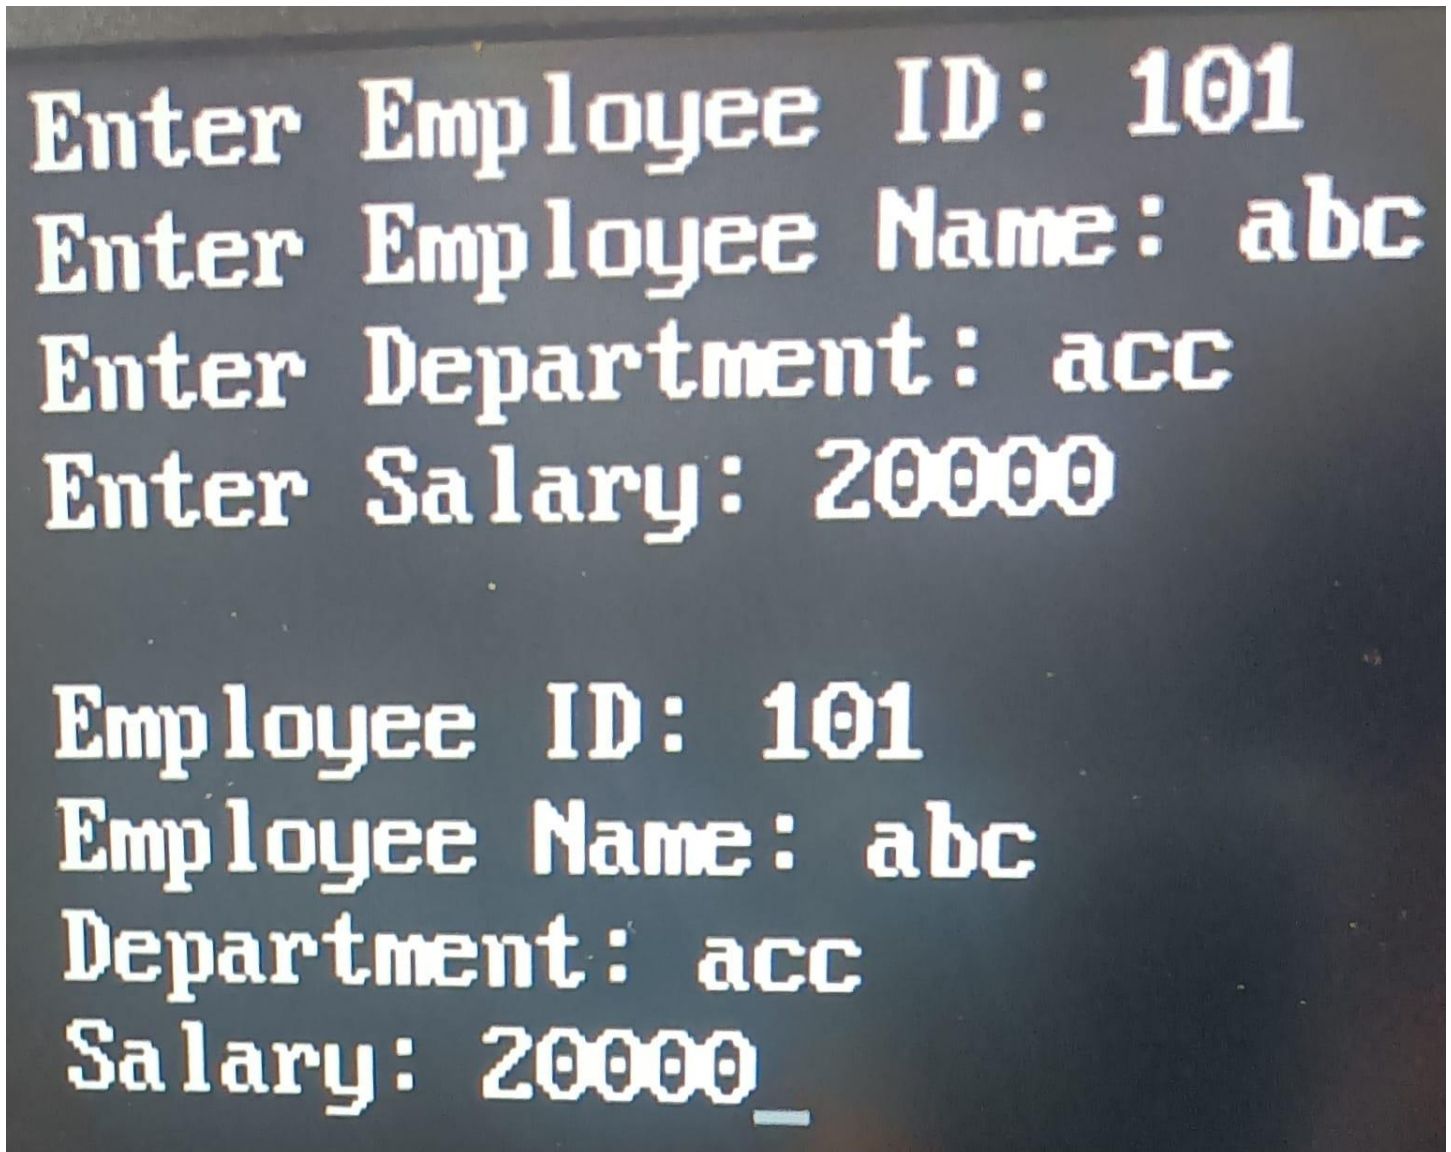 Enter Employee ID: 101
Enter Employee Name: abc
Enter Department: acc
Enter Salary: 20000
Employee ID: 101
Employee Name: abc
Department: acc
Salary: 20000_